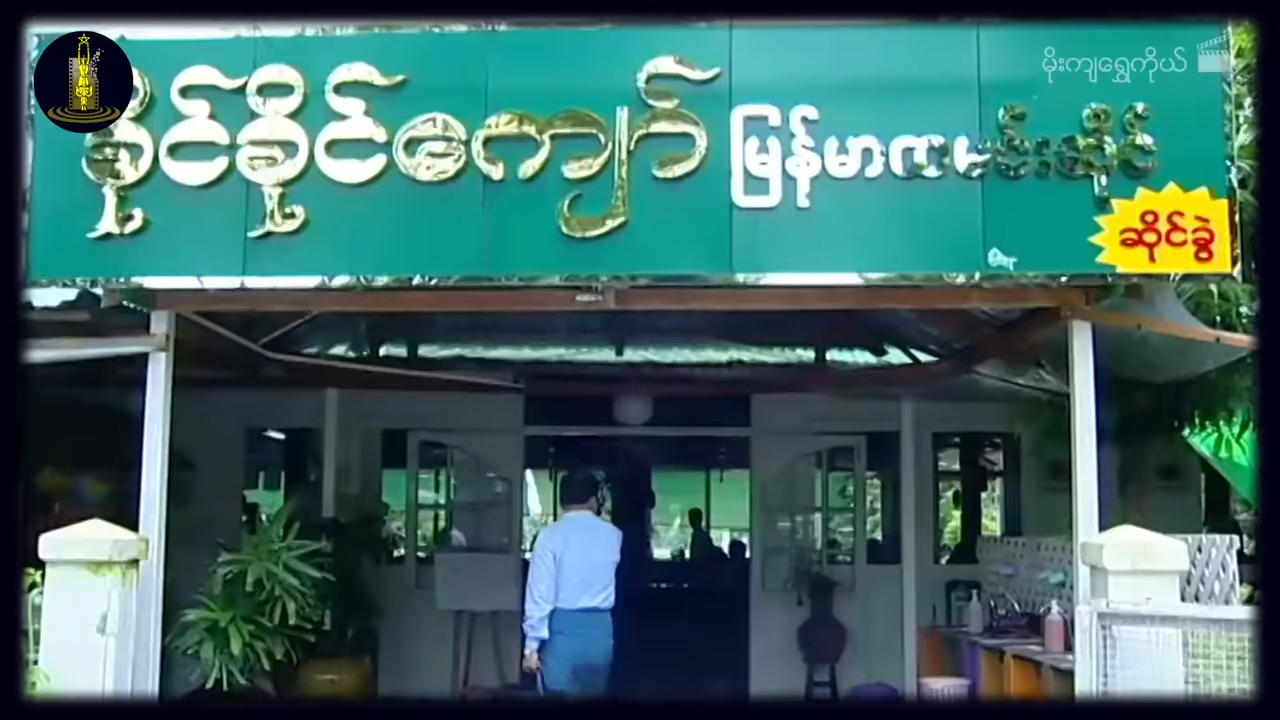 မိုးကျရွှေကိုယ်
ခိုင်ခိုင်ကျော် မြန်မာထမင်းဆိုင်
ဆိုင်ခွဲ